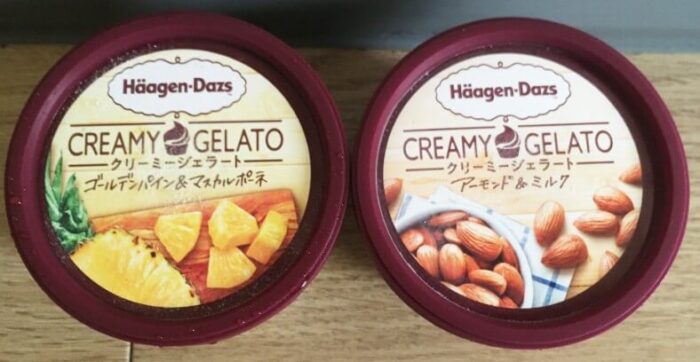 Häagen-Dazs
CREAMY GELATO
クリーミージェラート
ゴールデンパイン&マスカルポーネ
Häagen-Dazs
CREAMY GELATO
クリーミージェラート
アーモンド&ミルク